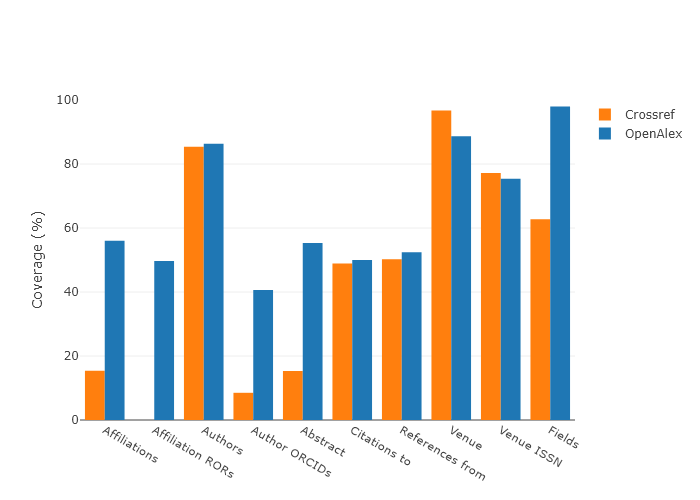 100
80
60
40
20
0
Coverage (%)
Affiliations
Affiliation RORs
Authors
Author ORCIDs
Abstract
Citations to
References from
Venue
Venue ISSN
Fields
Crossref
OpenAlex